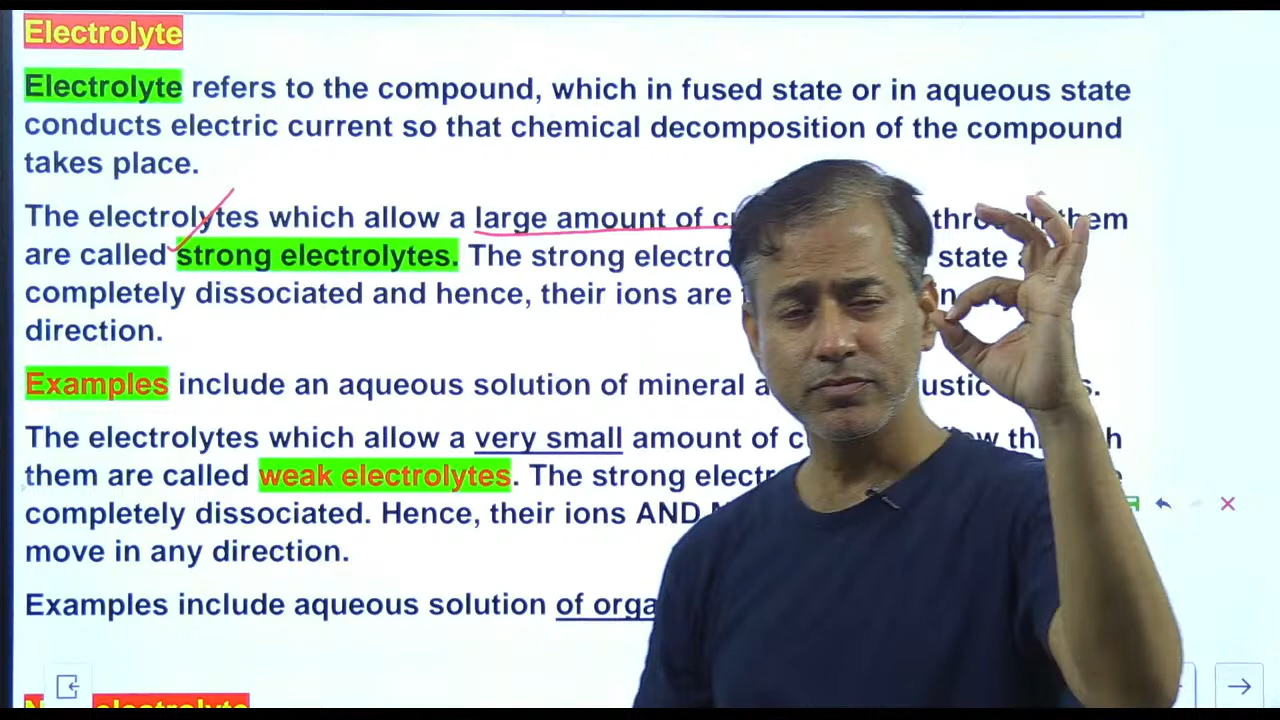 Electrolyte
Electrolyte refers to the compound, which in fused state or in aqueous state
conducts electric current so that chemical decomposition of the compound
takes place.
The electrolytes which allow a large amount of through them
are called strong electrolytes. The strong state
completely dissociated and hence, their ions are
direction.
Examples include an aqueous solution of mineral
The electrolytes which allow a very small amount of
them are called weak electrolytes. The strong
completely dissociated. Hence, their ions AND
move in any direction.
Examples include aqueous solution of